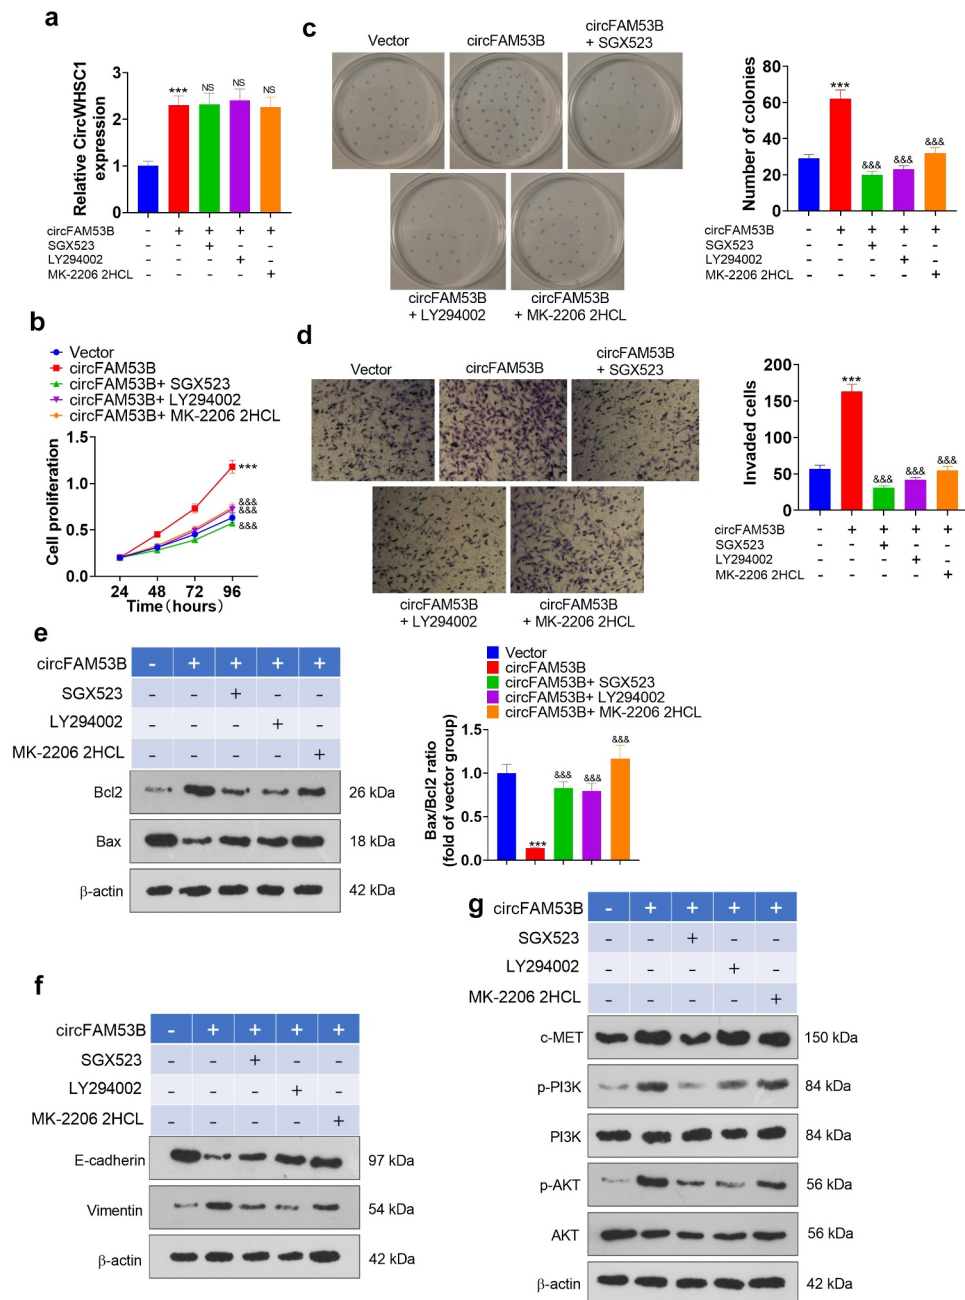 a
Relative CircWHSC1
expression
3
2
1
0
***
NS
NS
NS
circFAM53B - + + + +
SGX523 - - + - -
LY294002 - - - + -
MK-2206 2HCL - - - - +
b
Vector
circFAM53B
circFAM53B+ SGX523
circFAM53B+ LY294002
circFAM53B+ MK-2206 2HCL
Cell proliferation
1.5
1.0
0.5
0.0
***
&&&
&&&
&&&
24 48 72 96
Time(hours)
c
Vector
circFAM53B
circFAM53B
+ SGX523
circFAM53B
+ LY294002
circFAM53B
+ MK-2206 2HCL
Number of colonies
80
60
40
20
0
***
&&&
&&&
&&&
circFAM53B - + + + +
SGX523 - - + - -
LY294002 - - - + -
MK-2206 2HCL - - - - +
d
Vector
circFAM53B
circFAM53B
+ SGX523
circFAM53B
+ LY294002
circFAM53B
+ MK-2206 2HCL
Invaded cells
200
150
100
50
0
***
&&&
&&&
&&&
circFAM53B - + + + +
SGX523 - - + - -
LY294002 - - - + -
MK-2206 2HCL - - - - +
e
circFAM53B - + + + +
SGX523 - - + - -
LY294002 - - - + -
MK-2206 2HCL - - - - +
Bcl2 26 kDa
Bax 18 kDa
β-actin 42 kDa
Vector
circFAM53B
circFAM53B+ SGX523
circFAM53B+ LY294002
circFAM53B+ MK-2206 2HCL
Bax/Bcl2 ratio
(fold of vector group)
1.5
1.0
0.5
0.0
***
&&&
&&&
&&&
f
circFAM53B - + + + +
SGX523 - - + - -
LY294002 - - - + -
MK-2206 2HCL - - - - +
E-cadherin 97 kDa
Vimentin 54 kDa
β-actin 42 kDa
g
circFAM53B - + + + +
SGX523 - - + - -
LY294002 - - - + -
MK-2206 2HCL - - - - +
c-MET 150 kDa
p-PI3K 84 kDa
PI3K 84 kDa
p-AKT 56 kDa
AKT 56 kDa
β-actin 42 kDa